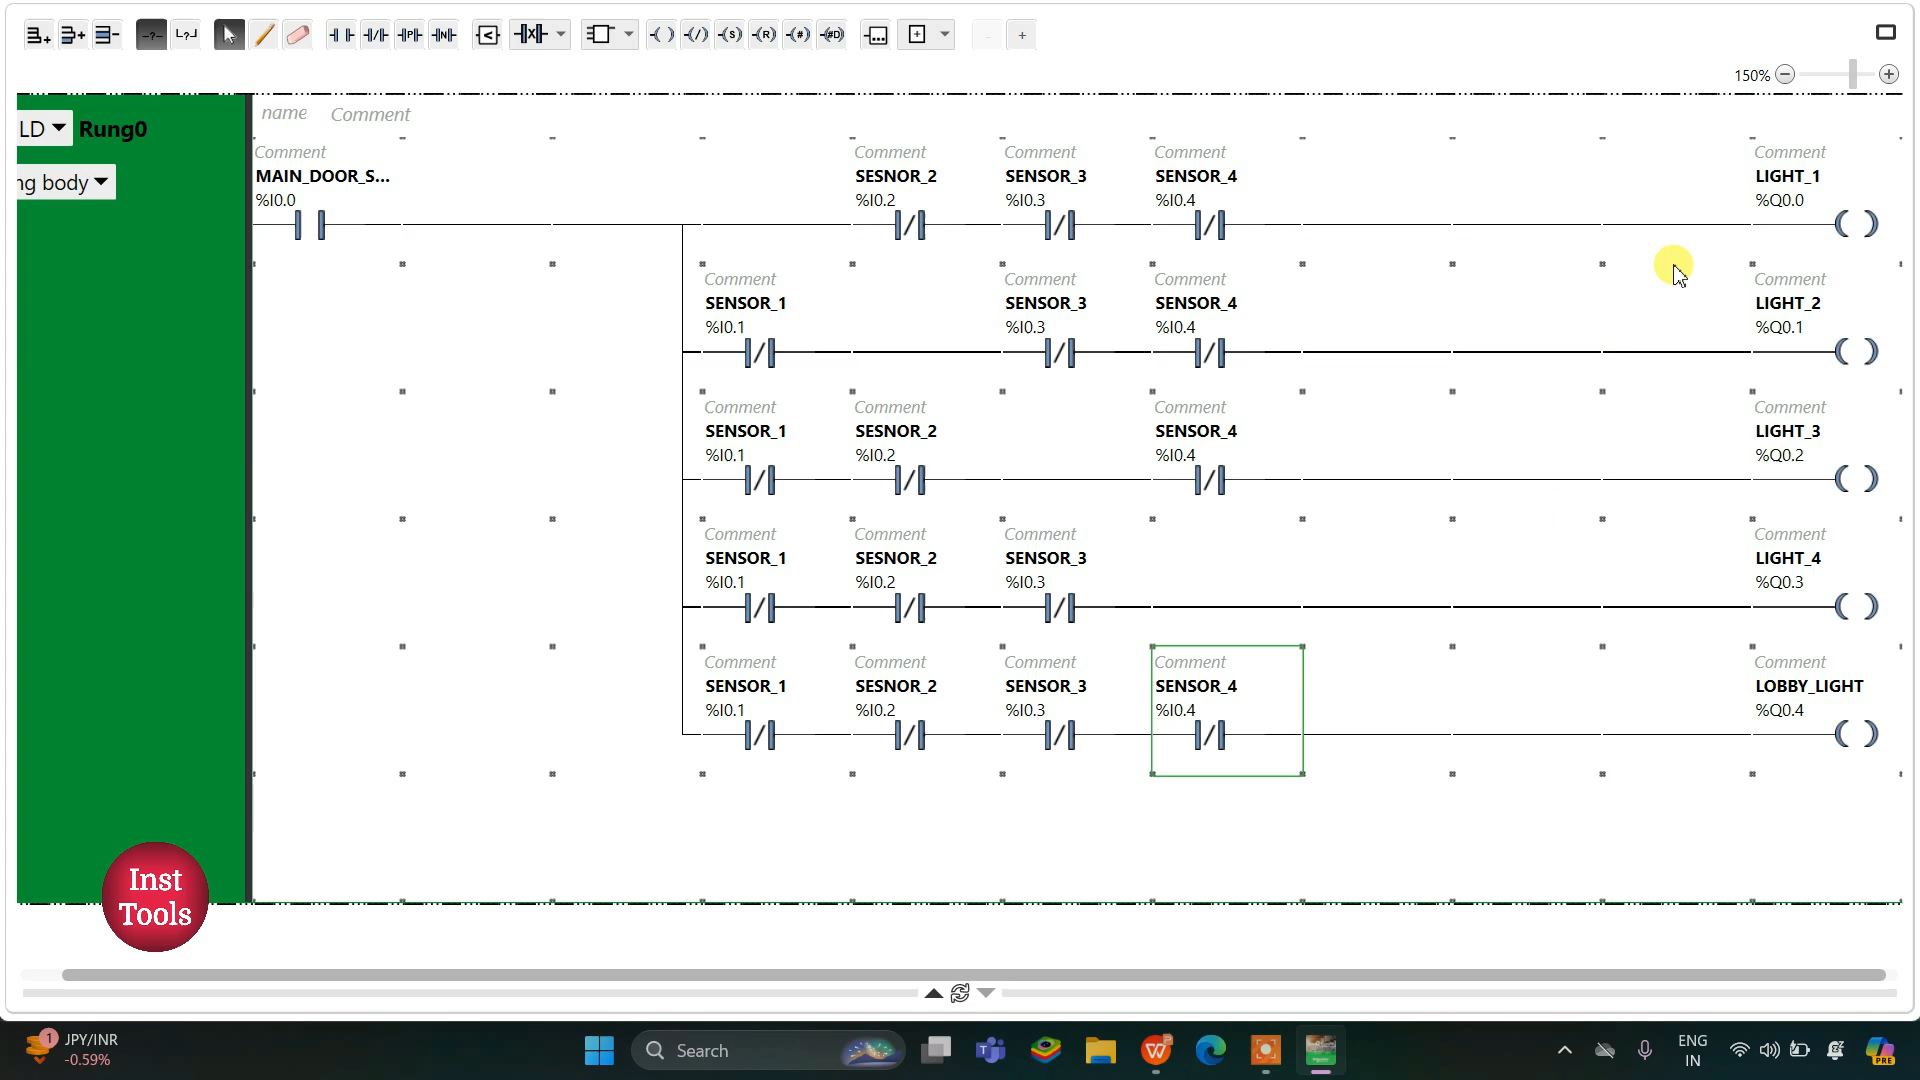 150%
LD Rung0
name Comment
ng body
Comment Comment Comment Comment Comment
MAIN_DOOR_S... SESNOR_2 SENSOR_3 SENSOR_4 LIGHT_1
%I0.0 %I0.2 %I0.3 %I0.4 %Q0.0
Comment Comment Comment Comment
SENSOR_1 SENSOR_3 SENSOR_4 LIGHT_2
%I0.1 %I0.3 %I0.4 %Q0.1
Comment Comment Comment Comment
SENSOR_1 SESNOR_2 SENSOR_4 LIGHT_3
%I0.1 %I0.2 %I0.4 %Q0.2
Comment Comment Comment Comment
SENSOR_1 SESNOR_2 SENSOR_3 LIGHT_4
%I0.1 %I0.2 %I0.3 %Q0.3
Comment Comment Comment Comment Comment
SENSOR_1 SESNOR_2 SENSOR_3 SENSOR_4 LOBBY_LIGHT
%I0.1 %I0.2 %I0.3 %I0.4 %Q0.4
Inst
Tools
1 JPY/INR
-0.59%
Search
ENG
IN
PRE